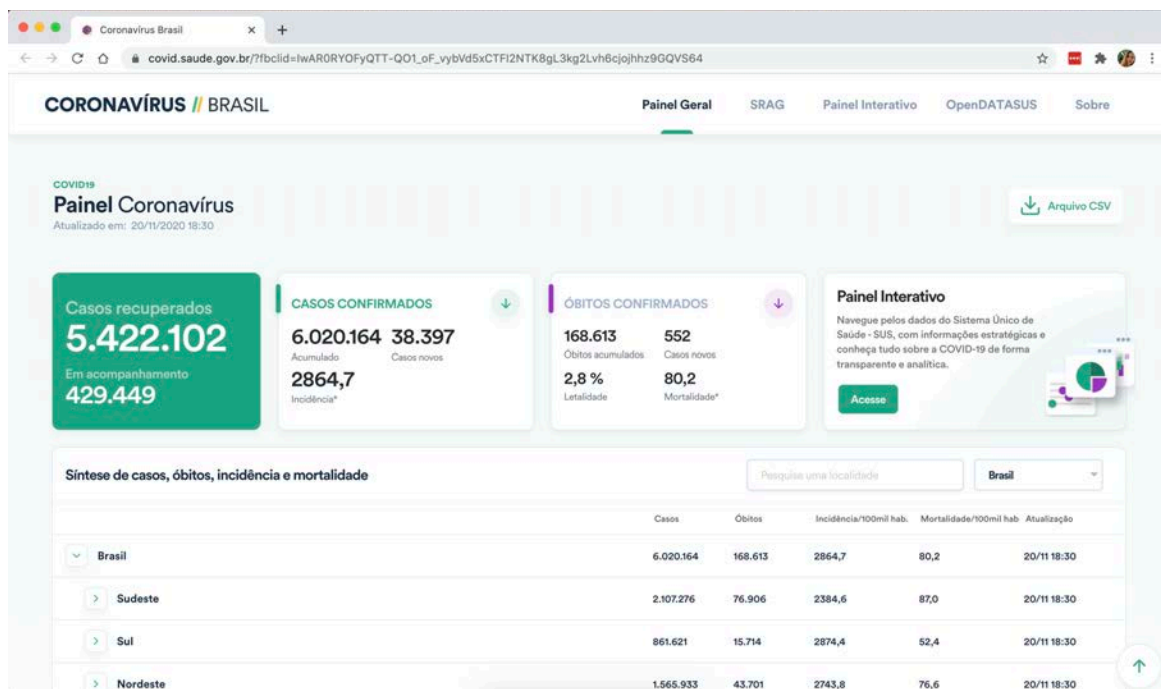 Coronavírus Brasil
covid.saude.gov.br/?fbclid=IwAR0RYOFyQTT-QO1_oF_vybVd5xCTFI2NTK8gL3kg2Lvh6cjojhhz9GQVS64
CORONAVÍRUS // BRASIL
Painel Geral SRAG Painel Interativo OpenDATASUS Sobre
COVID19
Painel Coronavírus
Atualizado em: 20/11/2020 18:30
Arquivo CSV
Casos recuperados
5.422.102
Em acompanhamento
429.449
CASOS CONFIRMADOS
6.020.164 38.397
Acumulado Casos novos
2864,7
Incidência*
ÓBITOS CONFIRMADOS
168.613 552
Óbitos acumulados Casos novos
2,8 % 80,2
Letalidade Mortalidade*
Painel Interativo
Navegue pelos dados do Sistema Único de
Saúde - SUS, com informações estratégicas e
conheça tudo sobre a COVID-19 de forma
transparente e analítica.
Acesse
Síntese de casos, óbitos, incidência e mortalidade
Pesquise uma localidade
Brasil
Casos Óbitos Incidência/100mil hab. Mortalidade/100mil hab Atualização
Brasil 6.020.164 168.613 2864,7 80,2 20/11 18:30
Sudeste 2.107.276 76.906 2384,6 87,0 20/11 18:30
Sul 861.621 15.714 2874,4 52,4 20/11 18:30
Nordeste 1.565.933 43.701 2743,8 76,6 20/11 18:30